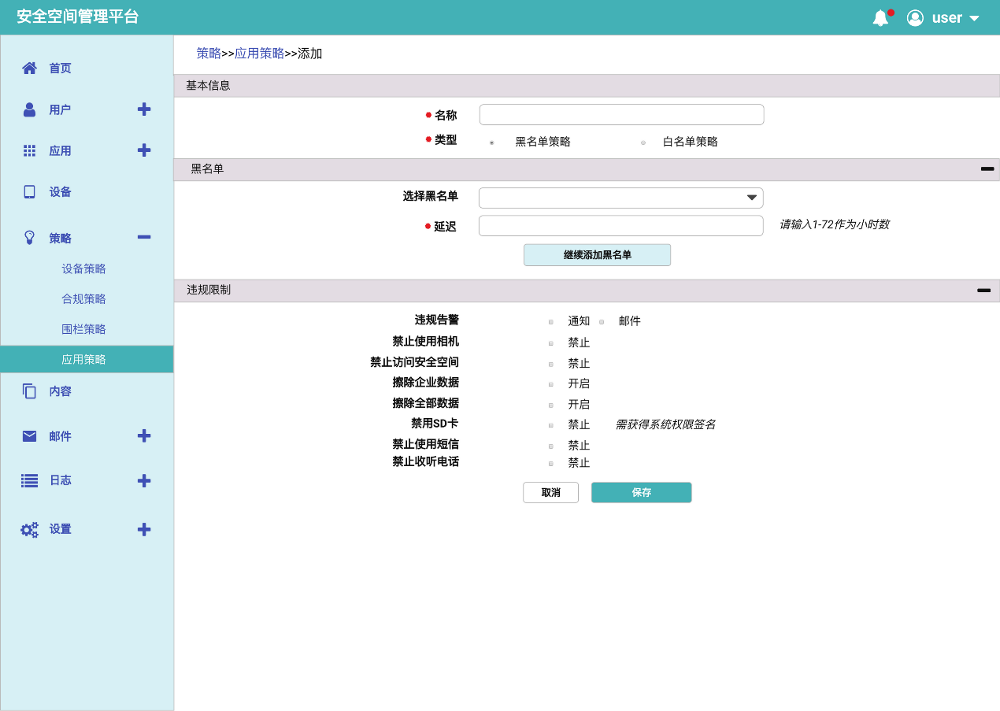 安全空间管理平台
user
首页
用户
应用
设备
策略
设备策略
合规策略
围栏策略
应用策略
内容
邮件
日志
设置
策略>>应用策略>>添加
基本信息
名称
类型 黑名单策略 白名单策略
黑名单
选择黑名单
延迟 请输入1-72作为小时数
继续添加黑名单
违规限制
违规告警 通知 邮件
禁止使用相机 禁止
禁止访问安全空间 禁止
擦除企业数据 开启
擦除全部数据 开启
禁用SD卡 禁止 需获得系统权限签名
禁止使用短信 禁止
禁止收听电话 禁止
取消 保存